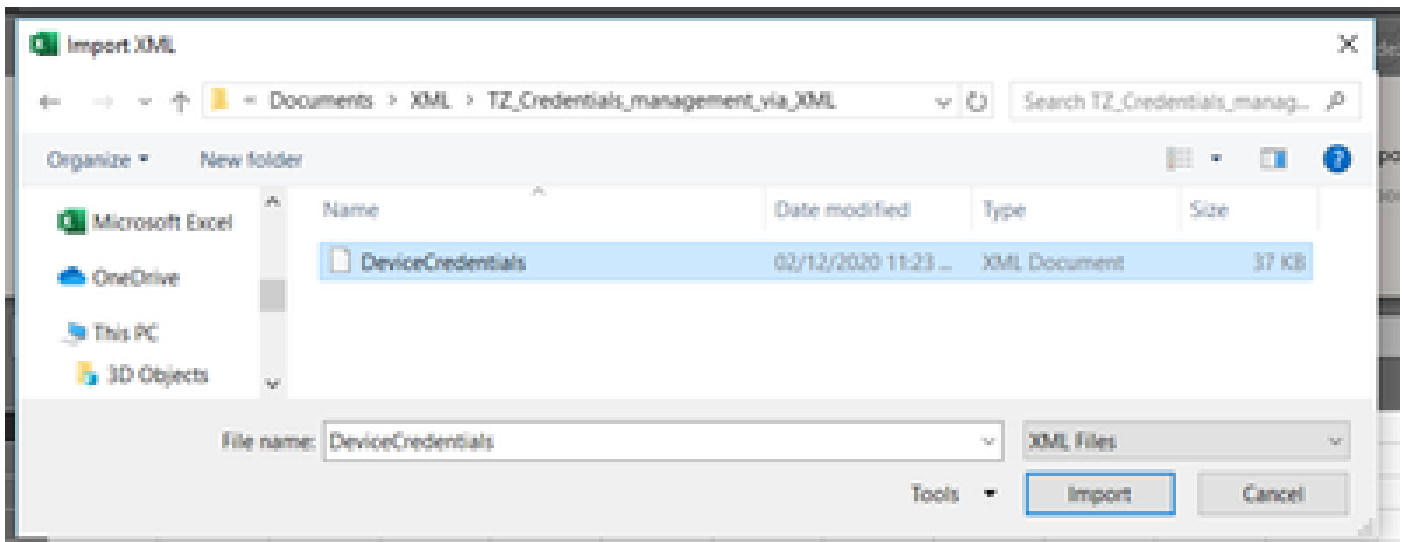 Import XML
« Documents > XML > TZ_Credentials_management_via_XML
Search TZ_Credentials_manag...
Organize
New folder
Microsoft Excel
OneDrive
This PC
3D Objects
Name
Date modified
Type
Size
DeviceCredentials
02/12/2020 11:23 ...
XML Document
37 KB
File name: DeviceCredentials
XML Files
Tools
Import
Cancel